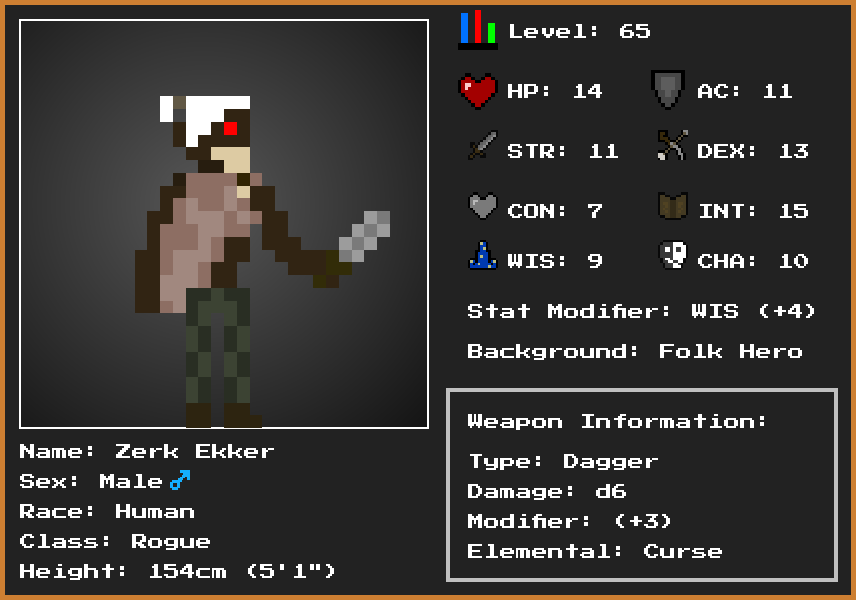 Level: 65
HP: 14
AC: 11
STR: 11
DEX: 13
CON: 7
INT: 15
WIS: 9
CHA: 10
Stat Modifier: WIS (+4)
Background: Folk Hero
Weapon Information:
Type: Dagger
Damage: d6
Modifier: (+3)
Elemental: Curse
Name: Zerk Ekker
Sex: Male♂
Race: Human
Class: Rogue
Height: 154cm (5'1")